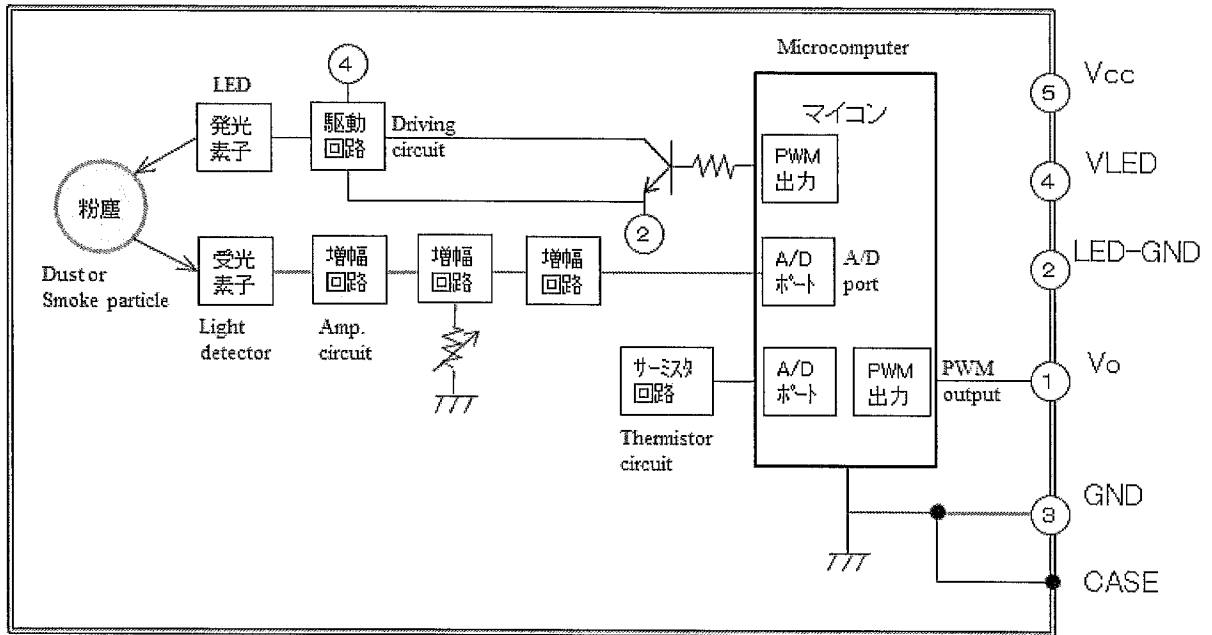 Microcomputer
マイコン
LED
④
発光
素子
駆動
回路
Driving
circuit
PWM
出力
粉塵
②
Dust or
Smoke particle
受光
素子
増幅
回路
増幅
回路
増幅
回路
A/D
ポート
A/D
port
Light
detector
Amp.
circuit
サーミスタ
回路
A/D
ポート
PWM
出力
PWM
output
Thermistor
circuit
⑤ Vcc
④ VLED
② LED-GND
① Vo
③ GND
CASE